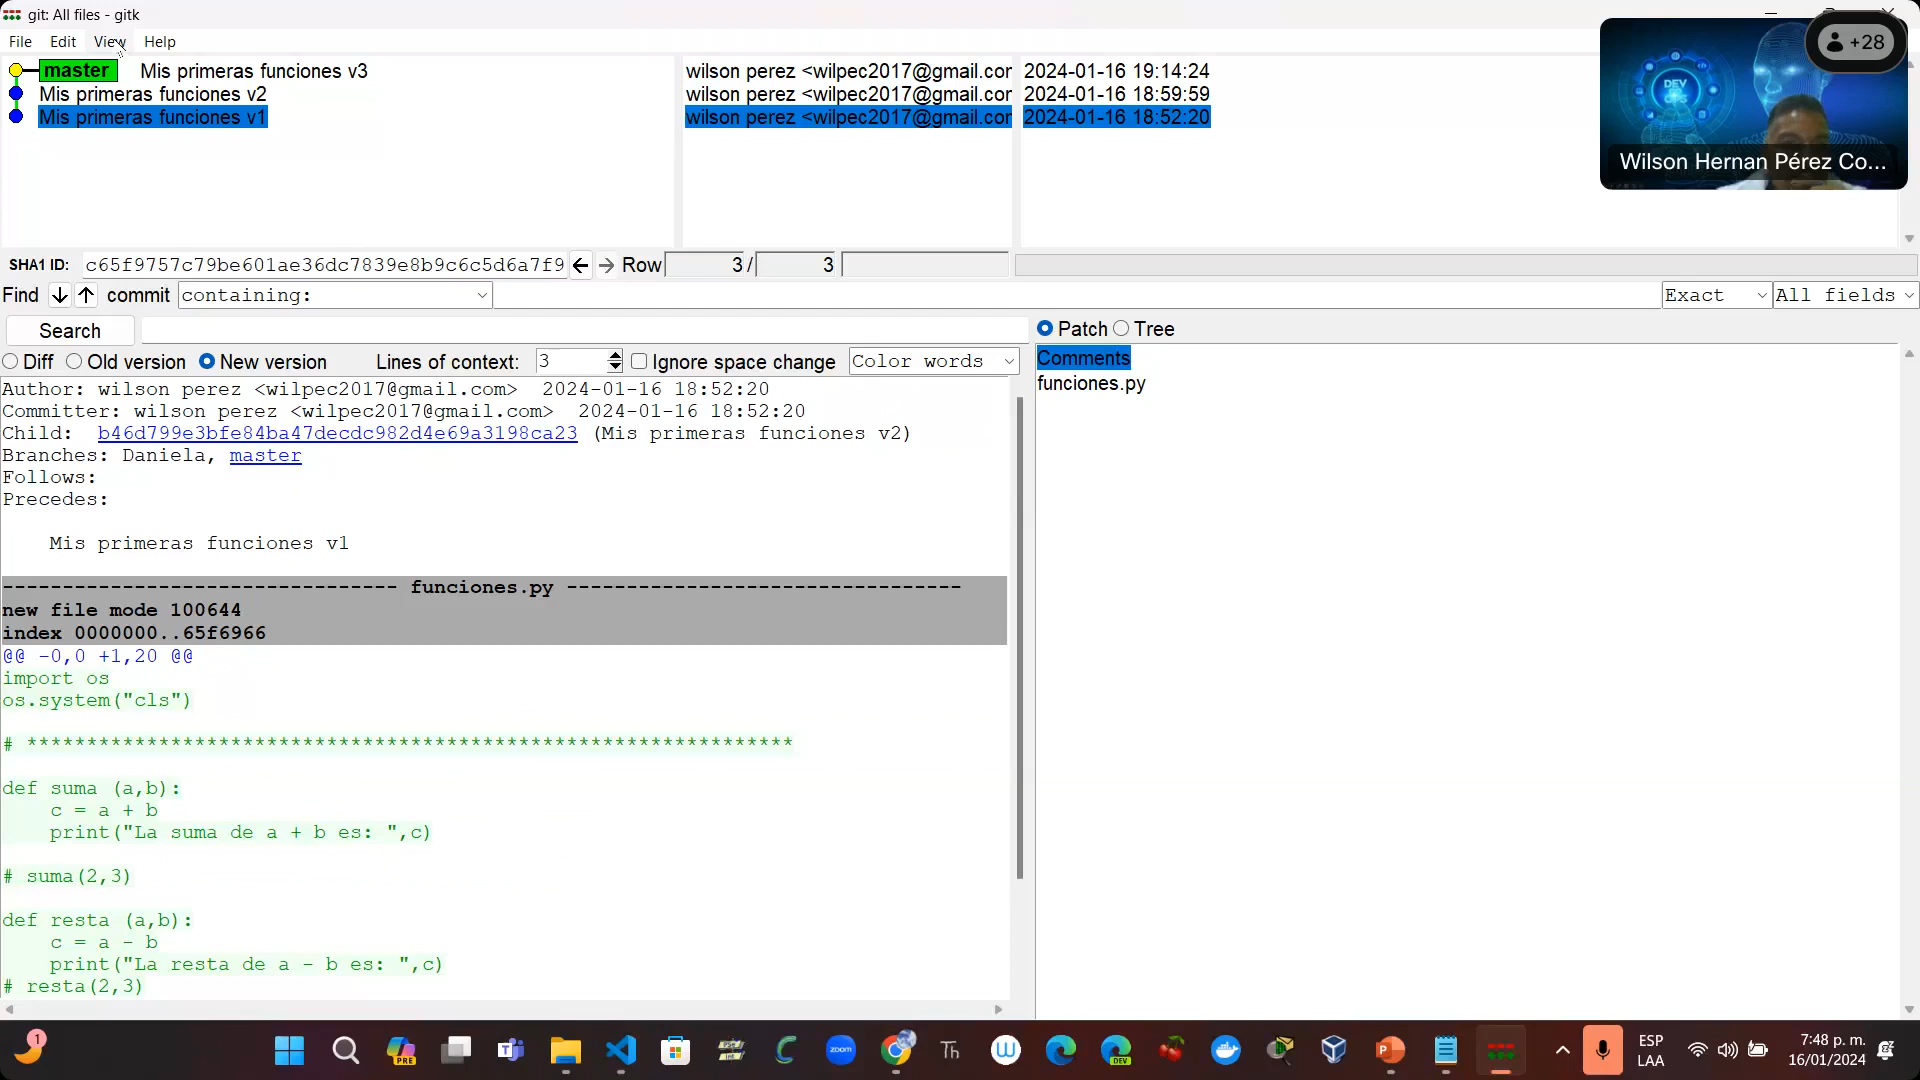 git: All files - gitk
File Edit View Help
+28
master Mis primeras funciones v3 wilson perez <wilpec2017@gmail.cor 2024-01-16 19:14:24
Mis primeras funciones v2 wilson perez <wilpec2017@gmail.cor 2024-01-16 18:59:59
Mis primeras funciones v1 wilson perez <wilpec2017@gmail.cor 2024-01-16 18:52:20
DEV
Wilson Hernan Pérez Co...
SHA1 ID: c65f9757c79be601ae36dc7839e8b9c6c5d6a7f9 Row 3 / 3
Find commit containing: Exact All fields
Search
Patch Tree
Diff Old version New version Lines of context: 3 Ignore space change Color words
Comments
funciones.py
Author: wilson perez <wilpec2017@gmail.com> 2024-01-16 18:52:20
Committer: wilson perez <wilpec2017@gmail.com> 2024-01-16 18:52:20
Child: b46d799e3bfe84ba47decdc982d4e69a3198ca23 (Mis primeras funciones v2)
Branches: Daniela, master
Follows:
Precedes:
Mis primeras funciones v1
--------------------------------- funciones.py ---------------------------------
new file mode 100644
index 0000000..65f6966
@@ -0,0 +1,20 @@
import os
os.system("cls")
# ****************************************************************
def suma (a,b):
c = a + b
print("La suma de a + b es: ",c)
# suma(2,3)
def resta (a,b):
c = a - b
print("La resta de a - b es: ",c)
# resta(2,3)
1
PRE
zoom
Th
DEV
ESP
LAA
7:48 p. m.
16/01/2024